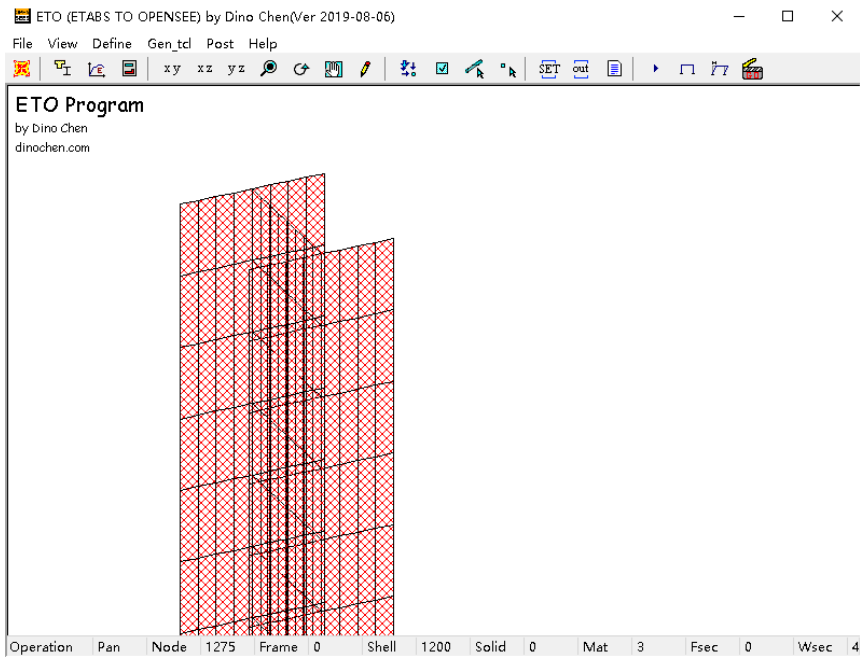 ETO (ETABS TO OPENSEE) by Dino Chen(Ver 2019-08-06)
File View Define Gen_tcl Post Help
xy xz yz SET out
ETO Program
by Dino Chen
dinochen.com
Operation Pan Node 1275 Frame 0 Shell 1200 Solid 0 Mat 3 Fsec 0 Wsec 4